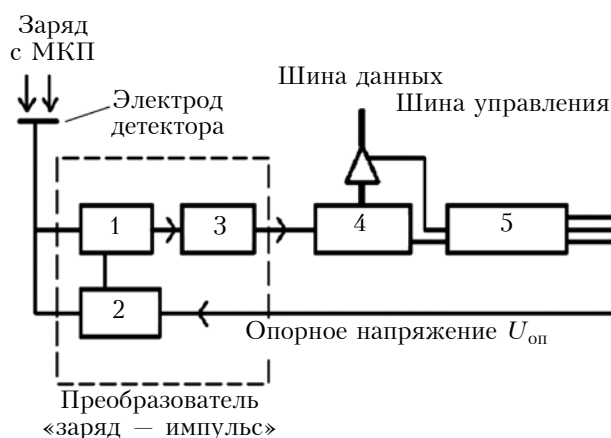 Заряд
с МКП
Шина данных
Шина управления
Электрод
детектора
1
3
4
5
2
Опорное напряжение Uоп
Преобразователь
«заряд — импульс»